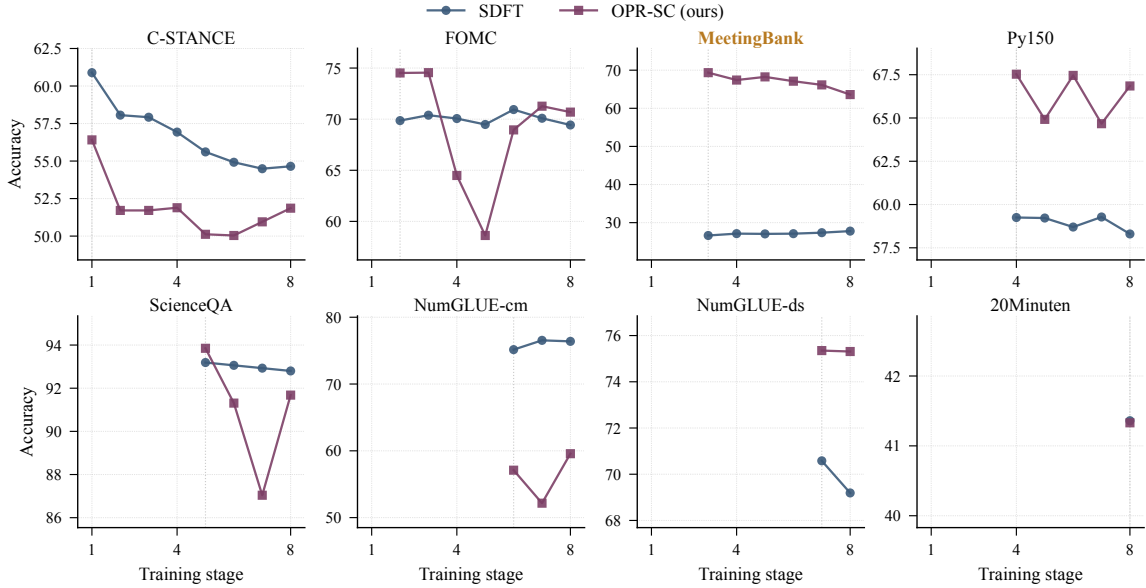 SDFT OPR-SC (ours)
C-STANCE FOMC MeetingBank Py150
Accuracy
62.5
60.0
57.5
55.0
52.5
50.0
1 4 8
75
70
65
60
1 4 8
70
60
50
40
30
1 4 8
67.5
65.0
62.5
60.0
57.5
1 4 8
ScienceQA NumGLUE-cm NumGLUE-ds 20Minuten
Accuracy
94
92
90
88
86
1 4 8
Training stage
80
70
60
50
1 4 8
Training stage
76
74
72
70
68
1 4 8
Training stage
42
41
40
1 4 8
Training stage